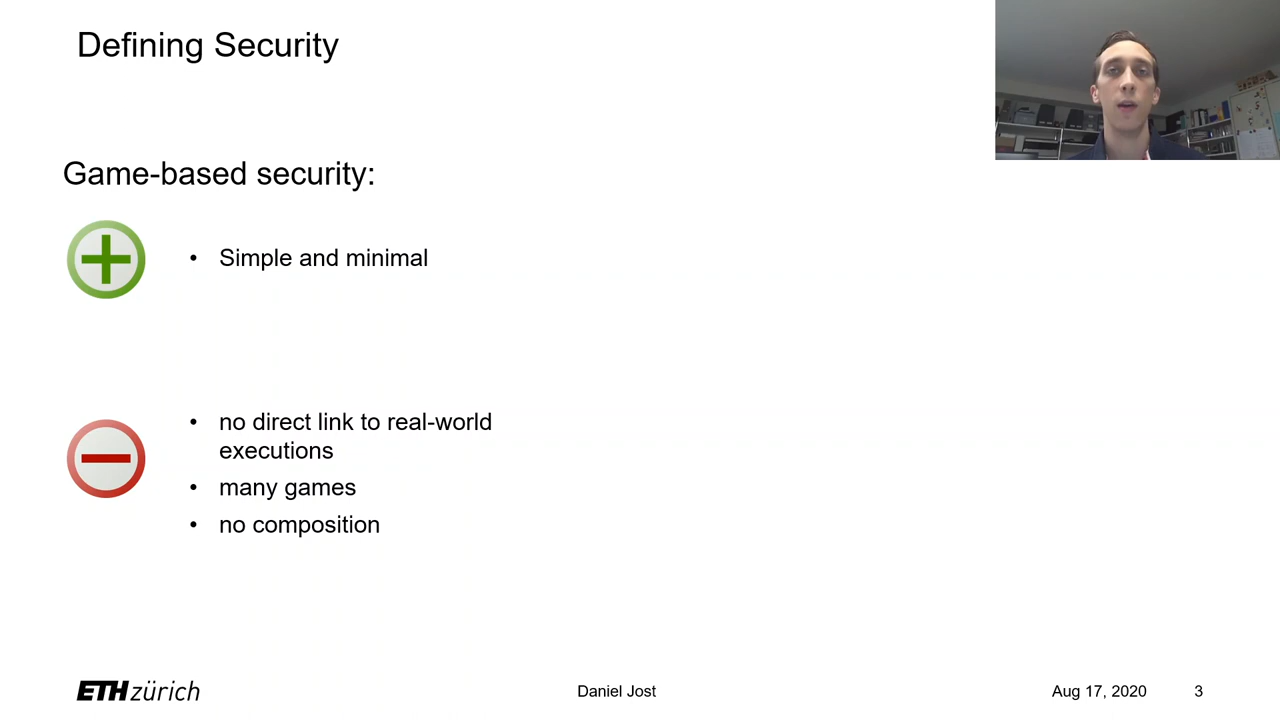 Defining Security
Game-based security:
• Simple and minimal
• no direct link to real-world
executions
• many games
• no composition
ETH zürich
Daniel Jost
Aug 17, 2020
3